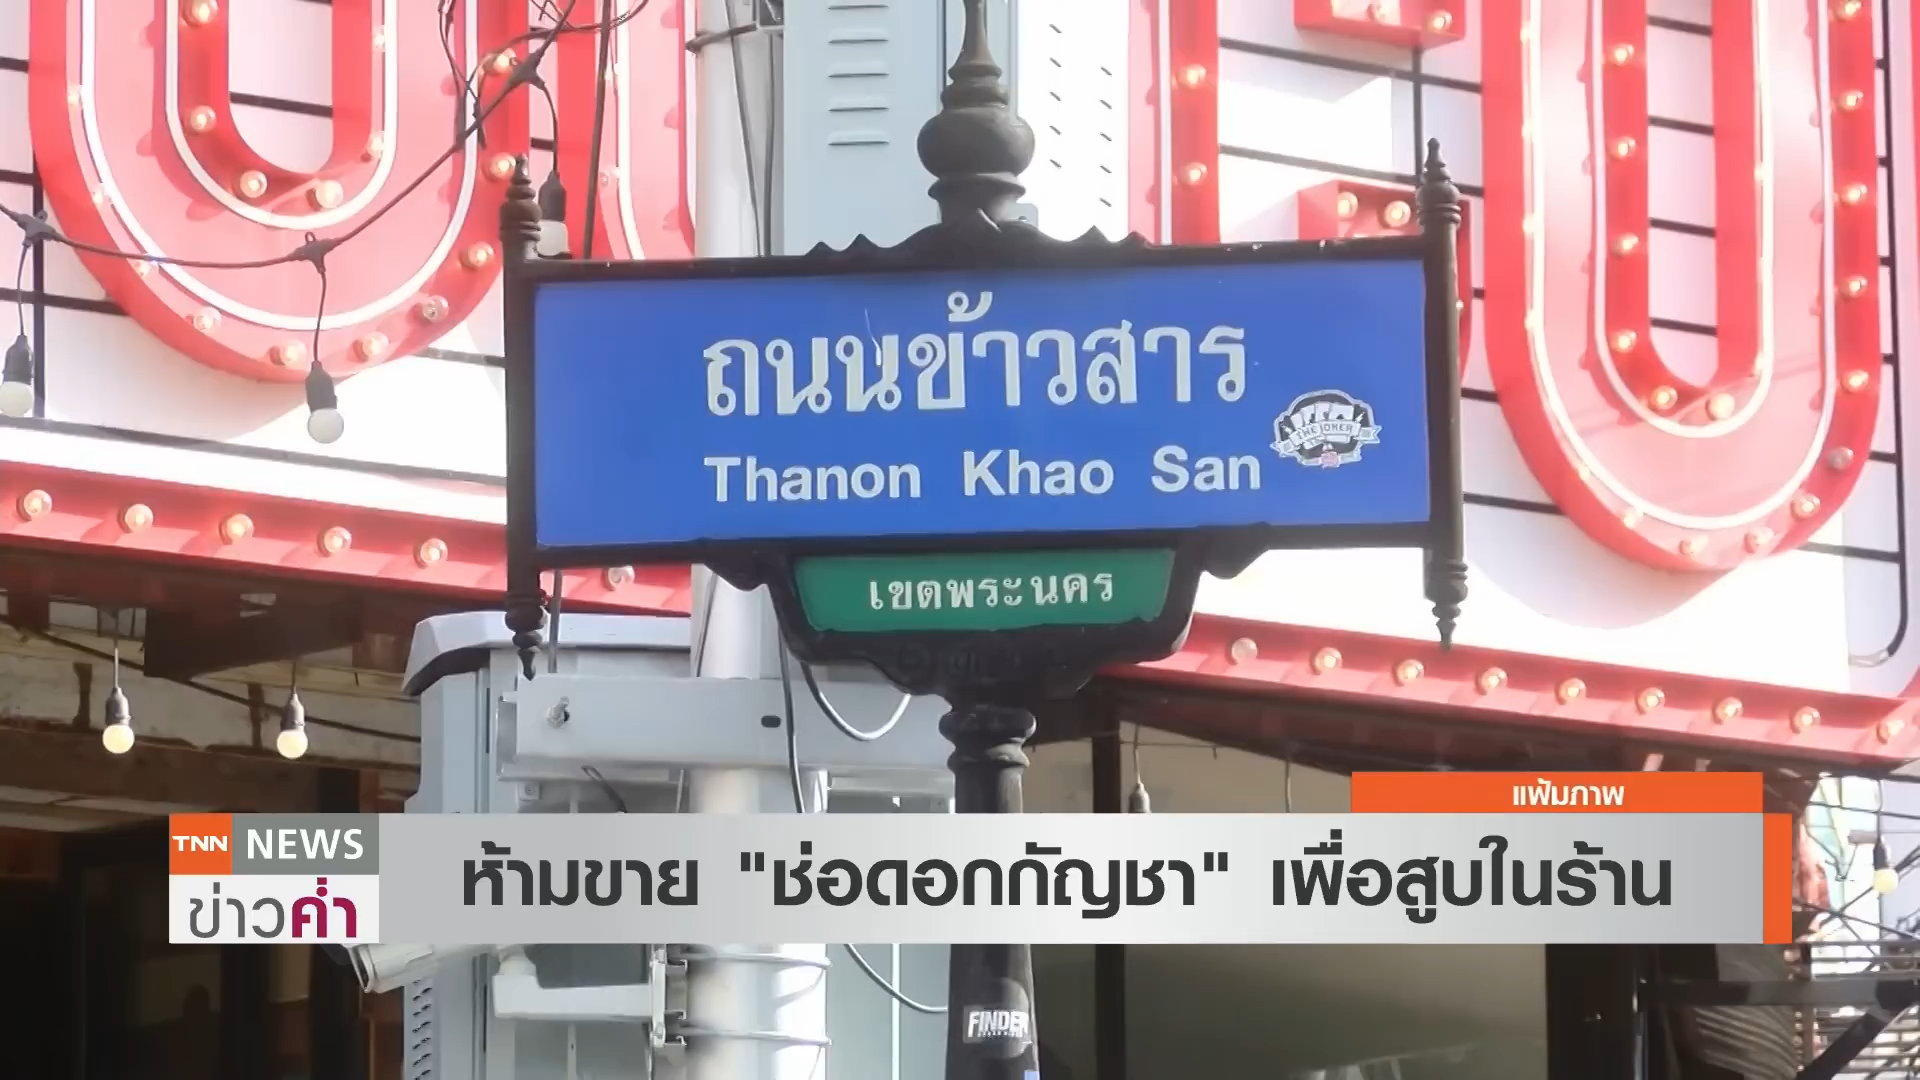 ถนนข้าวสาร
Thanon Khao San
THE JOKER
เขตพระนคร
แฟ้มภาพ
TNN NEWS
ข่าวค่ำ
ห้ามขาย "ช่อดอกกัญชา" เพื่อสูบในร้าน
FINDER